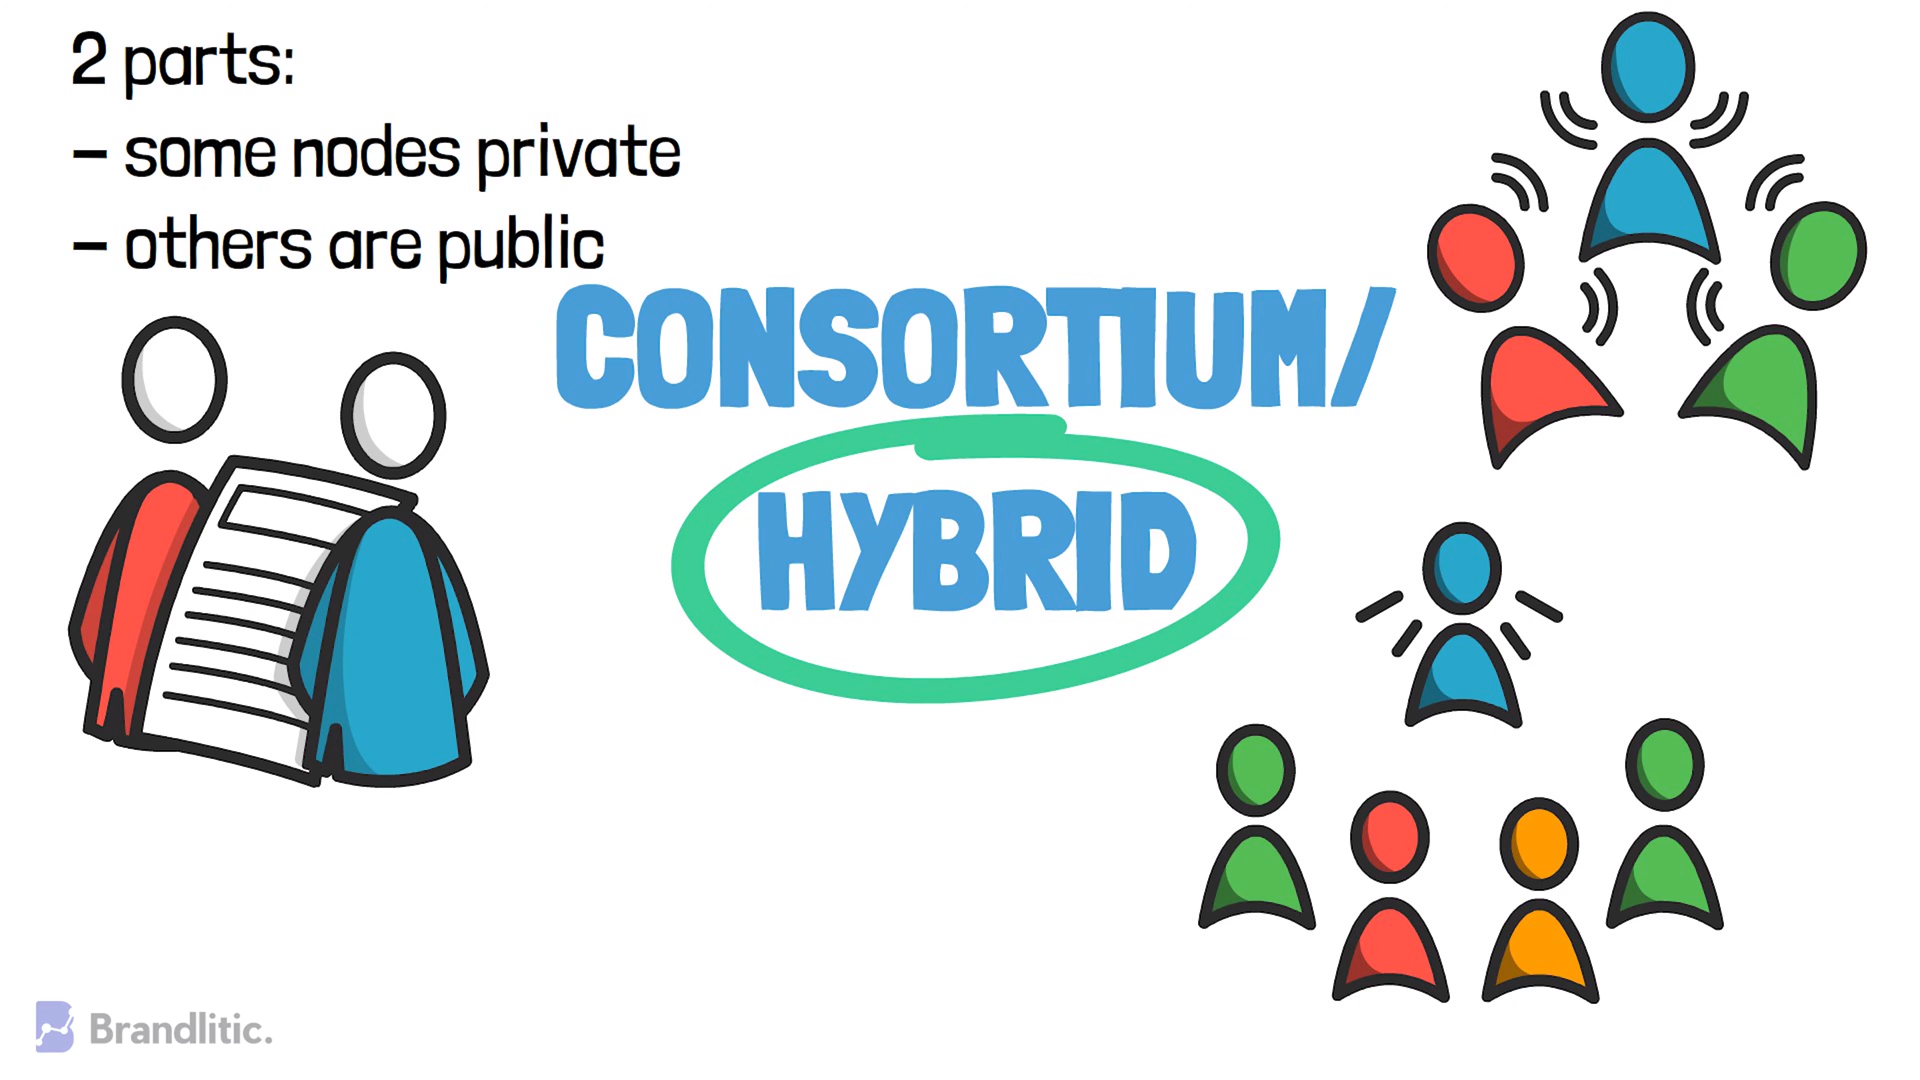 2 parts:
– some nodes private
– others are public
CONSORTIUM/
HYBRID
Brandlitic.